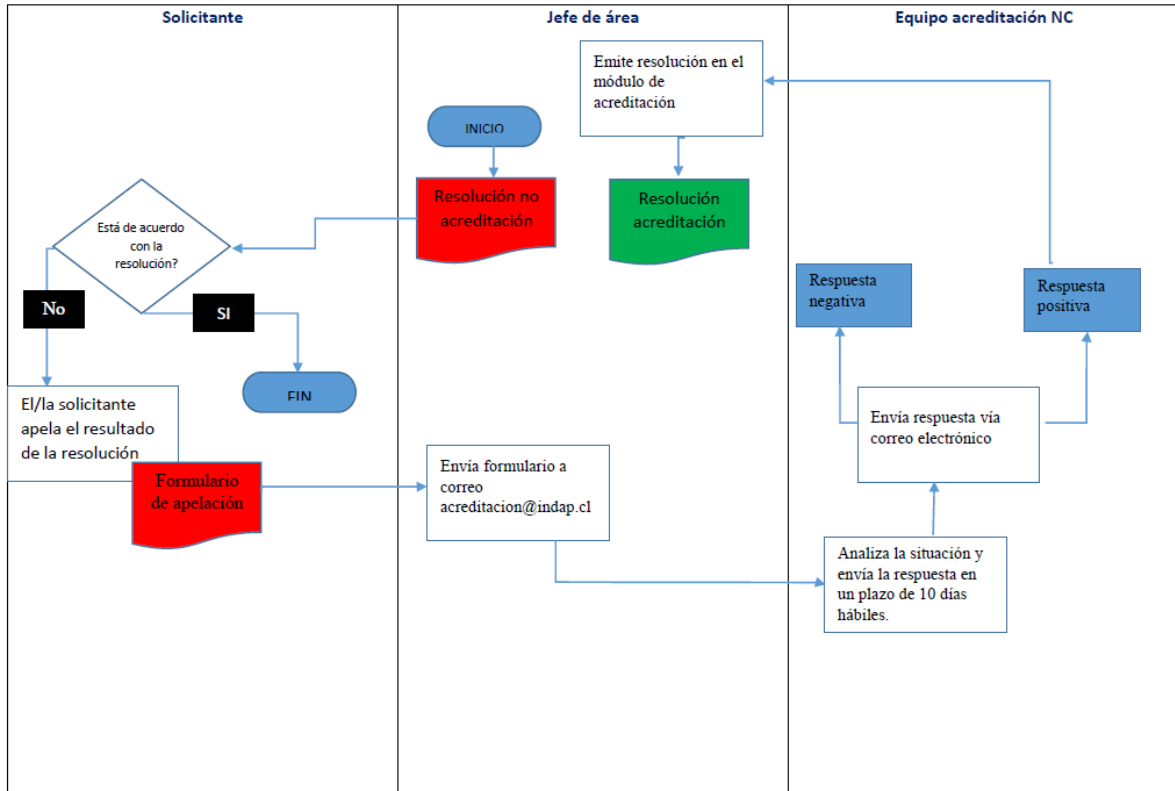 Solicitante
Jefe de área
Equipo acreditación NC
Emite resolución en el
módulo de
acreditación
INICIO
Resolución no
acreditación
Resolución
acreditación
Está de acuerdo
con la
resolución?
No
SI
FIN
Respuesta
negativa
Respuesta
positiva
El/la solicitante
apela el resultado
de la resolución
Formulario
de apelación
Envía formulario a
correo
acreditacion@indap.cl
Envía respuesta vía
correo electrónico
Analiza la situación y
envía la respuesta en
un plazo de 10 días
hábiles.